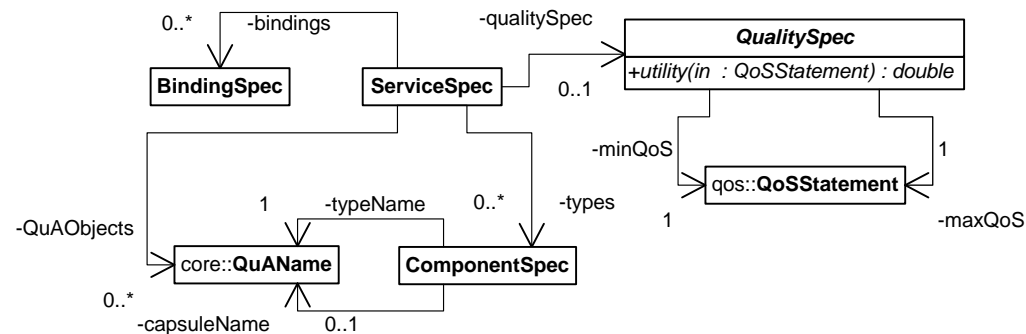 0..*
-bindings
-qualitySpec
QualitySpec
+utility(in : QoSStatement) : double
BindingSpec
ServiceSpec
0..1
-minQoS
1
qos::QoSStatement
1
-maxQoS
-QuAObjects
1
-typeName
0..*
-types
core::QuAName
ComponentSpec
0..*
-capsuleName
0..1